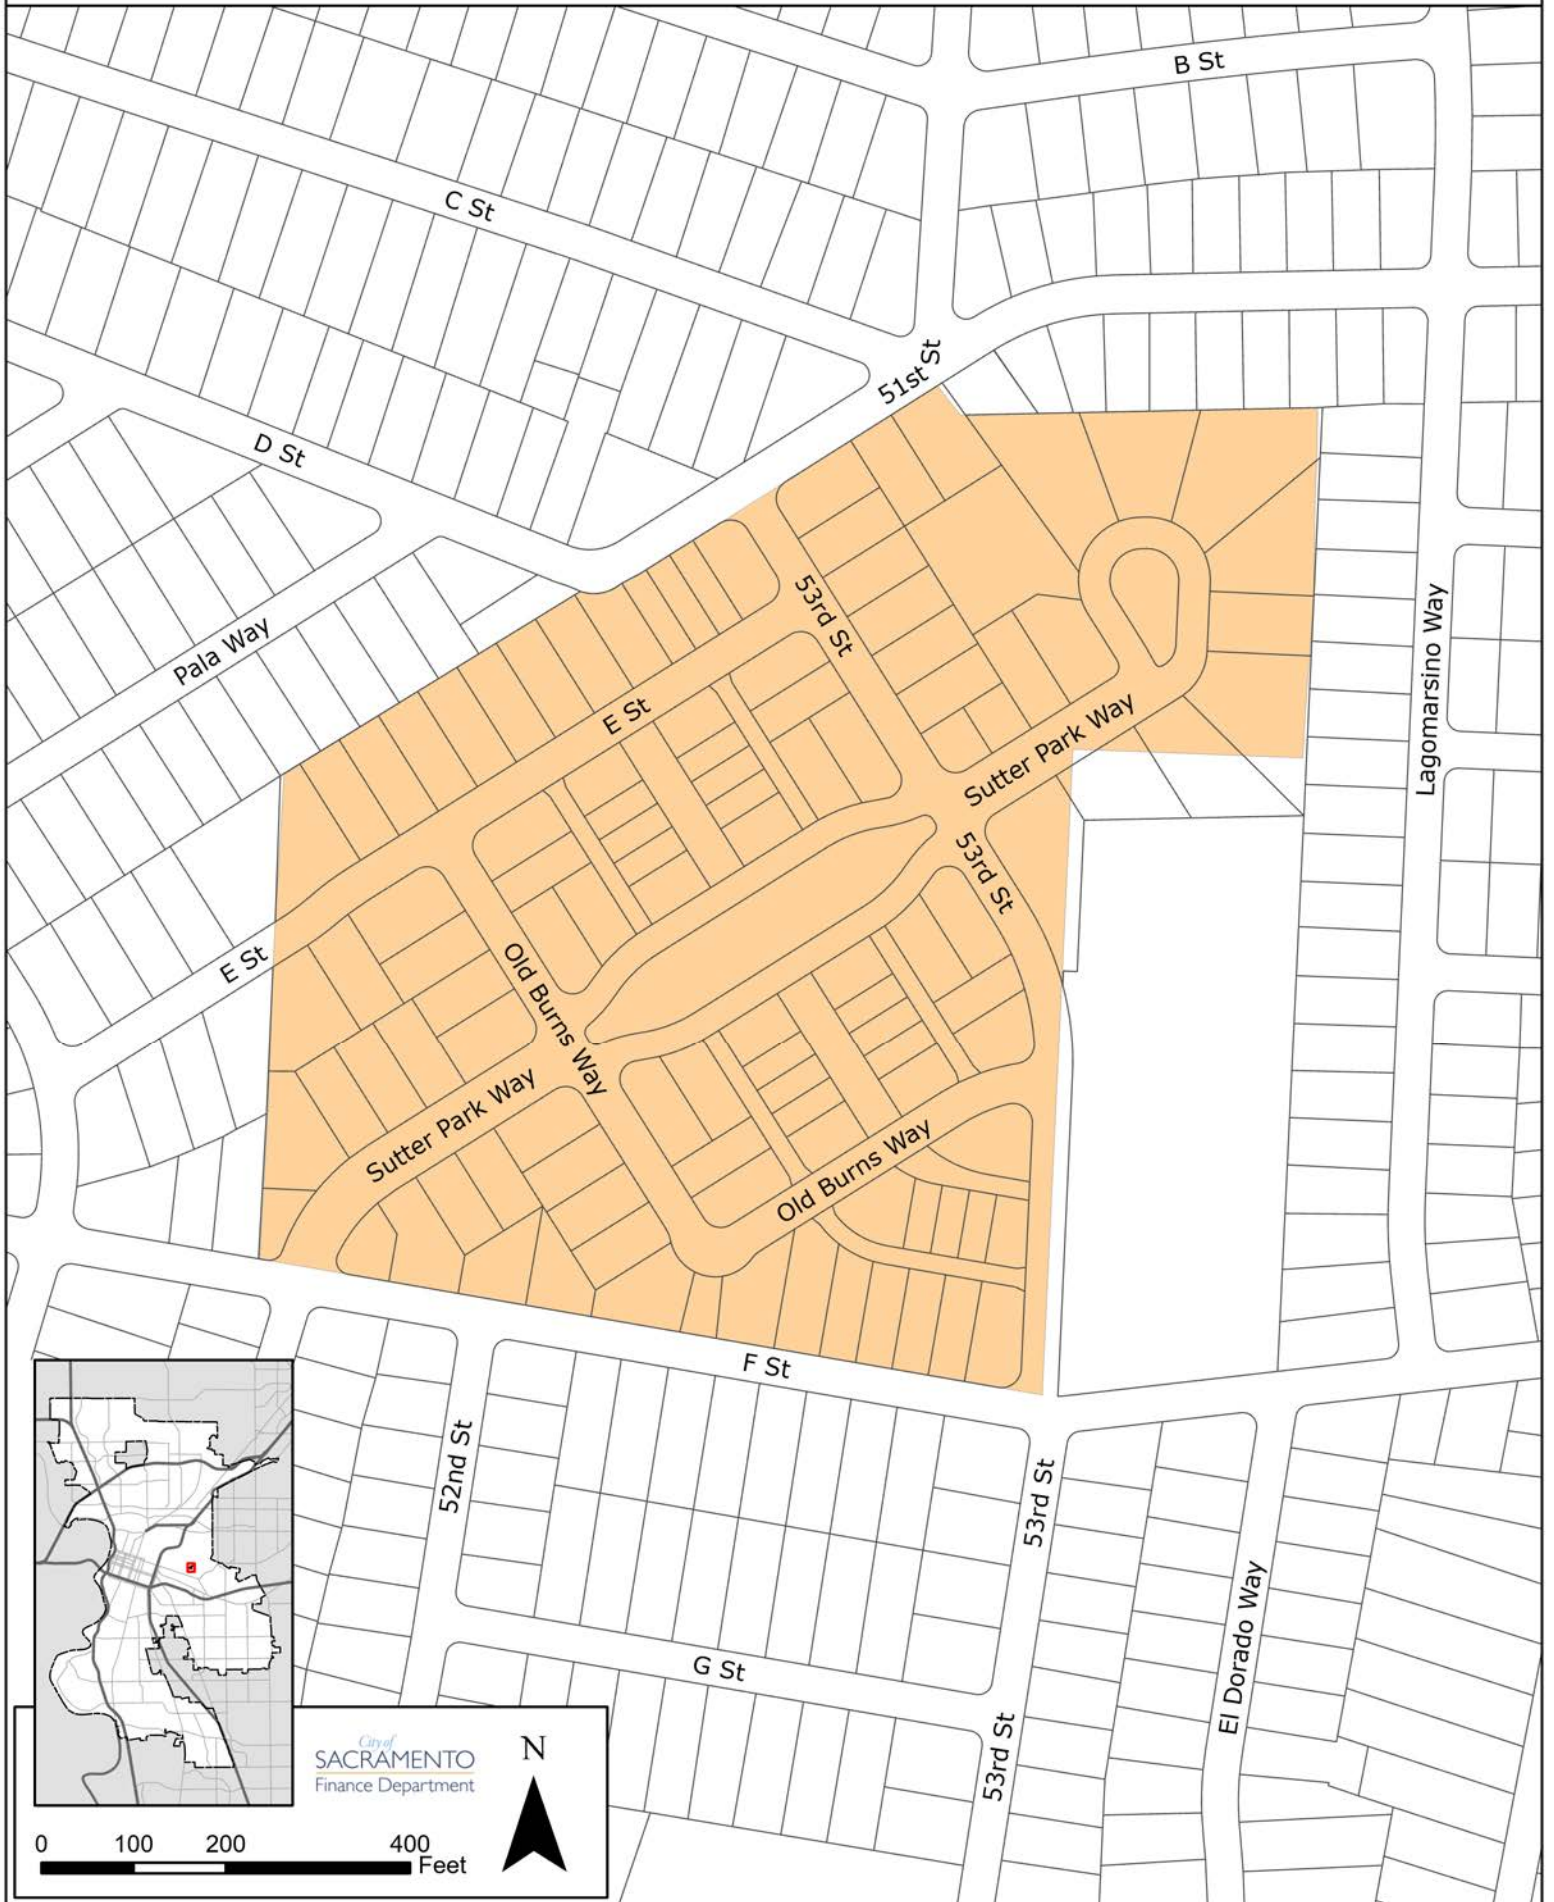 B St
C St
51st St
D St
53rd St
Pala Way
Lagomarsino Way
E St
Sutter Park Way
53rd St
E St
Old Burns Way
Sutter Park Way
Old Burns Way
F St
52nd St
53rd St
El Dorado Way
G St
53rd St
City of
SACRAMENTO
Finance Department
N
0 100 200 400
Feet